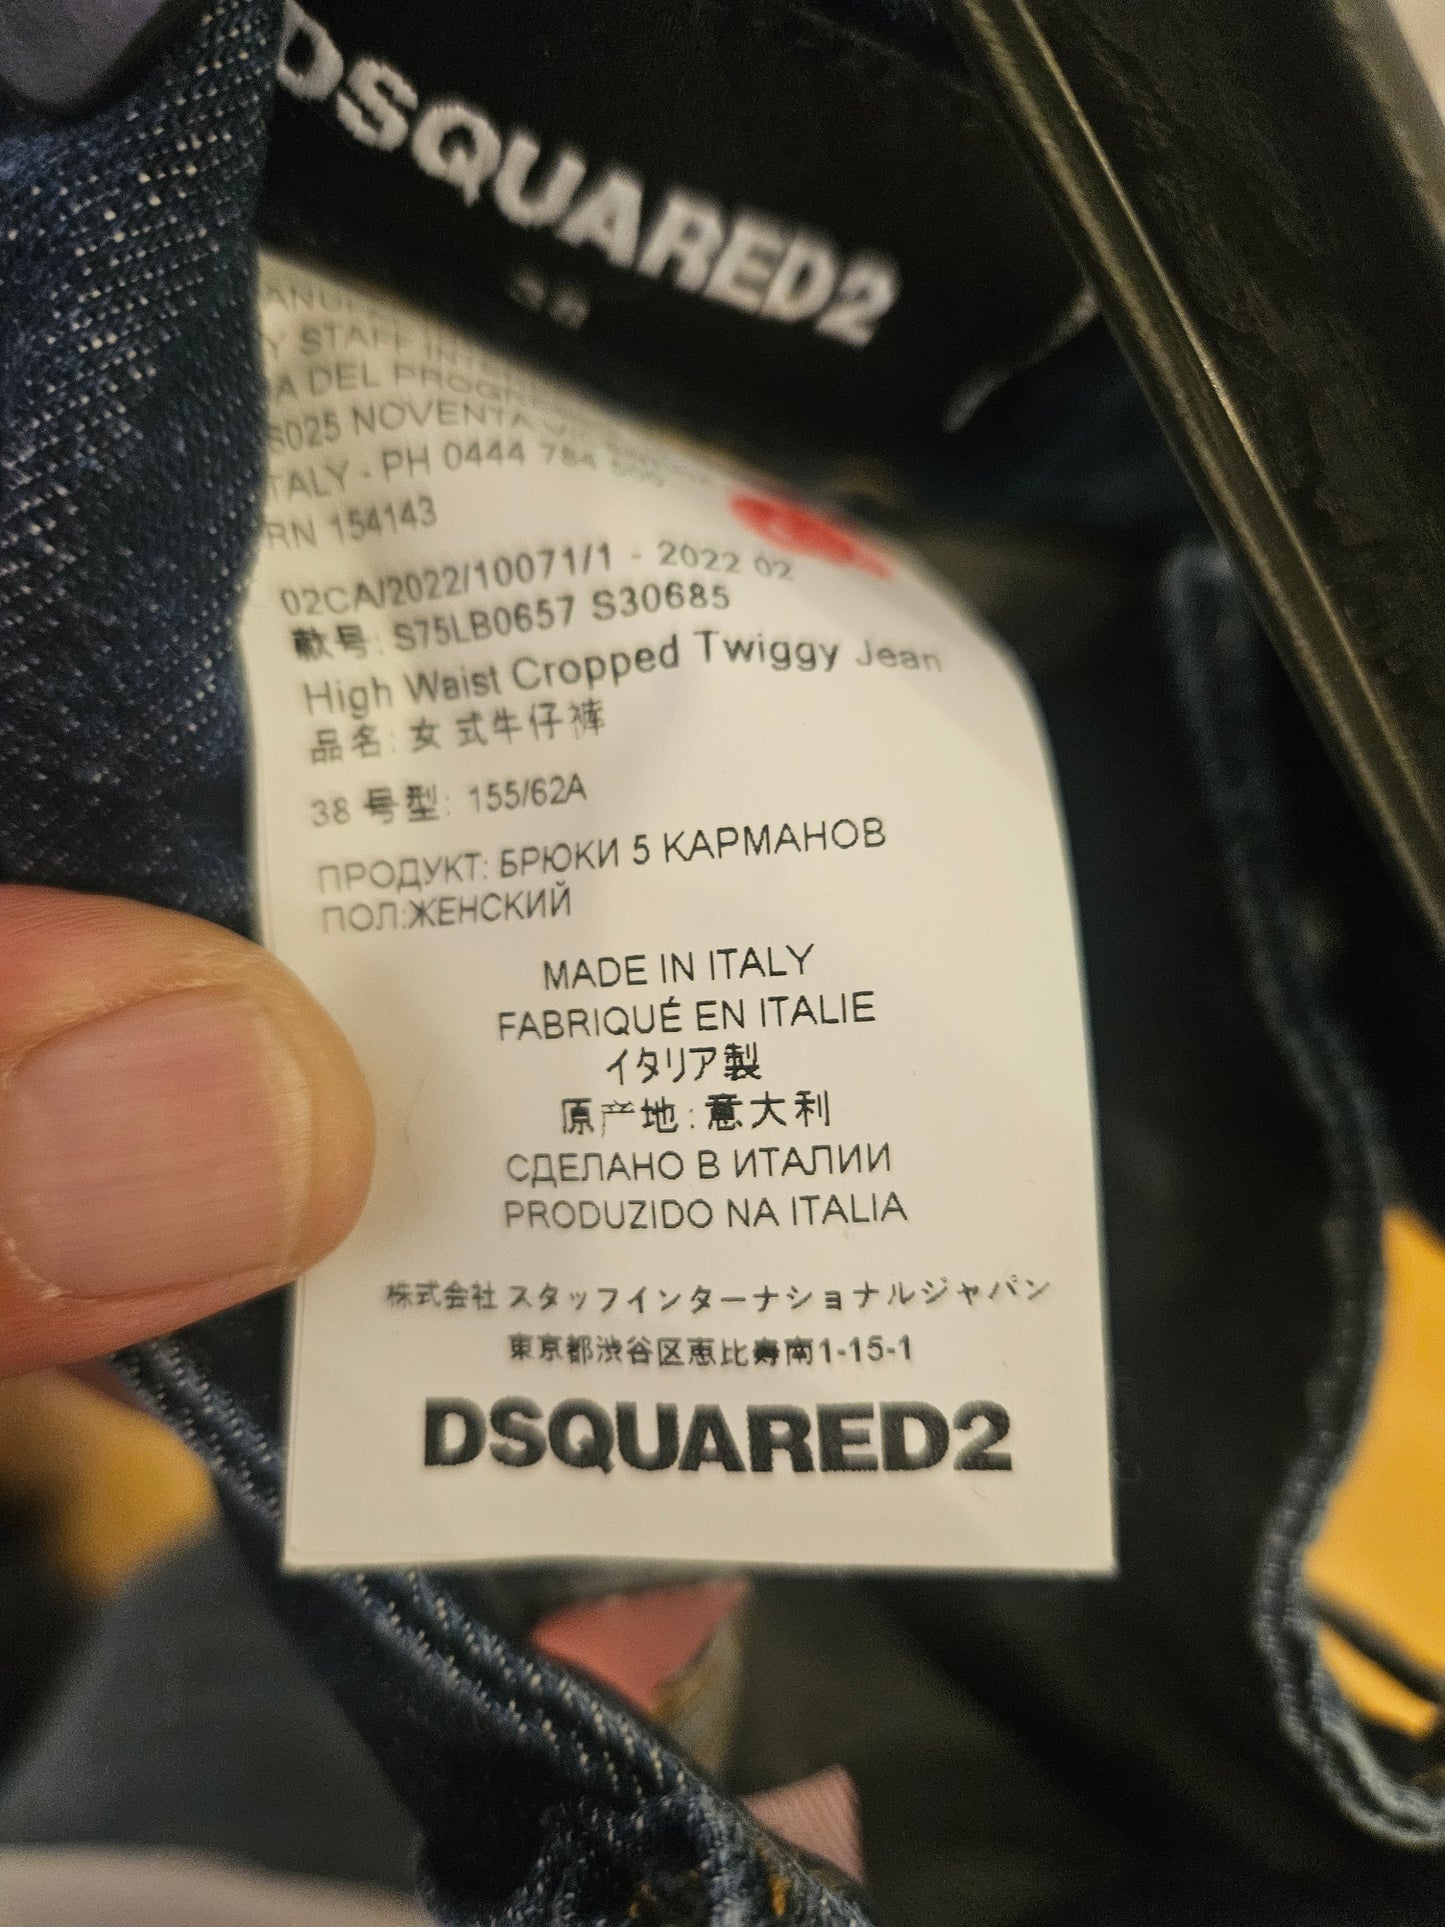 DSQUARED2
38
Y STAFF
DEL PROGRE
NOVENTA
ITALY - PH 0444 784 500
RN 154143
02CA/2022/10071/1 - 2022 02
款号: S75LB0657 S30685
High Waist Cropped Twiggy Jean
品名: 女式牛仔裤
38 号型: 155/62A
ПРОДУКТ: БРЮКИ 5 КАРМАНОВ
ПОЛ:ЖЕНСКИЙ
MADE IN ITALY
FABRIQUÉ EN ITALIE
イタリア製
原产地: 意大利
СДЕЛАНО В ИТАЛИИ
PRODUZIDO NA ITALIA
株式会社 スタッフインターナショナルジャパン
東京都渋谷区恵比寿南1-15-1
DSQUARED2